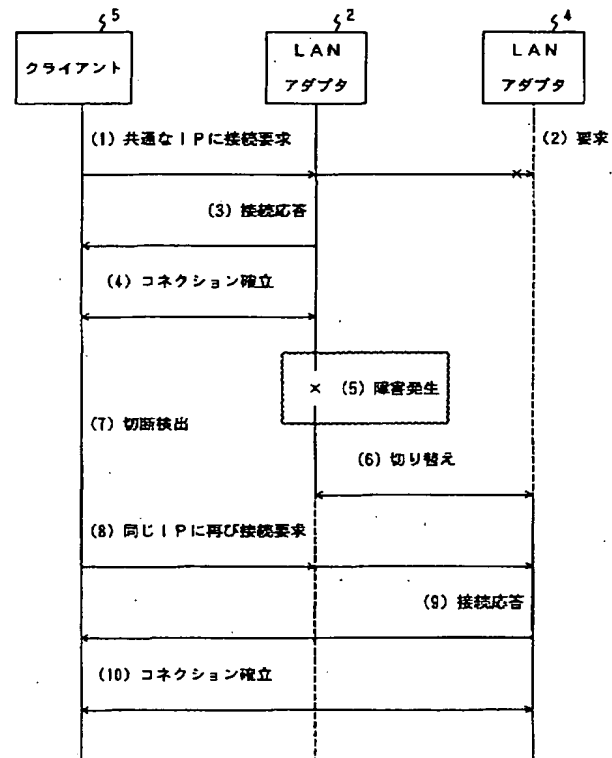 5
2
4
クライアント
LAN
アダプタ
LAN
アダプタ
(1) 共通なIPに接続要求
(2) 要求
(3) 接続応答
(4) コネクション確立
(5) 障害発生
(7) 切断検出
(6) 切り替え
(8) 同じIPに再び接続要求
(9) 接続応答
(10) コネクション確立